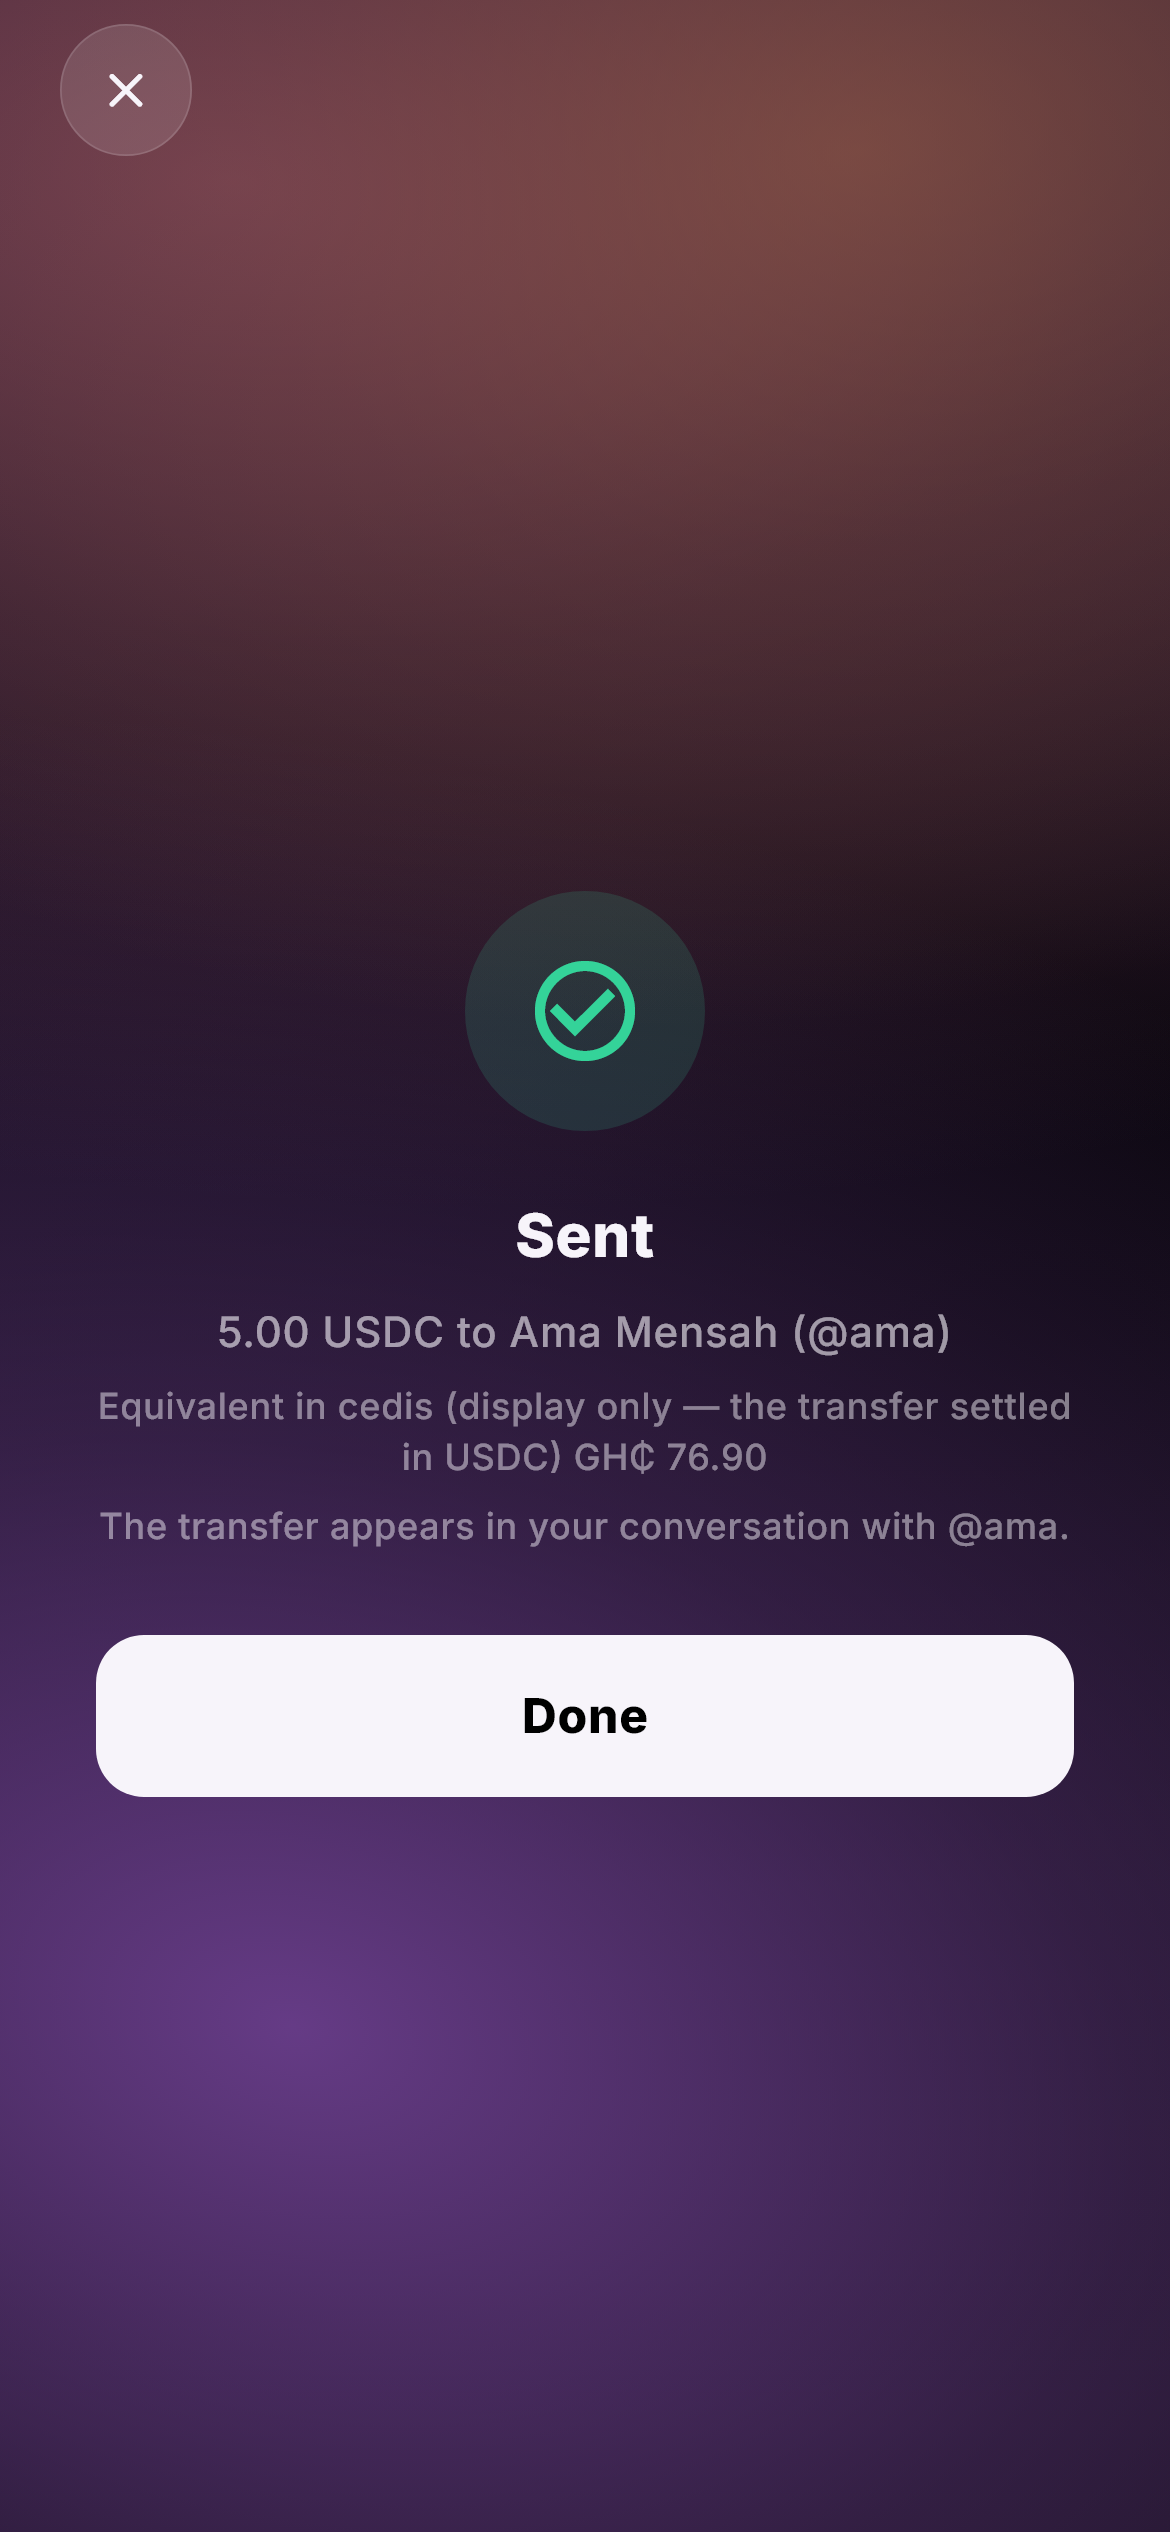 Sent
5.00 USDC to Ama Mensah (@ama)
Equivalent in cedis (display only — the transfer settled
in USDC) GH₵ 76.90
The transfer appears in your conversation with @ama.
Done